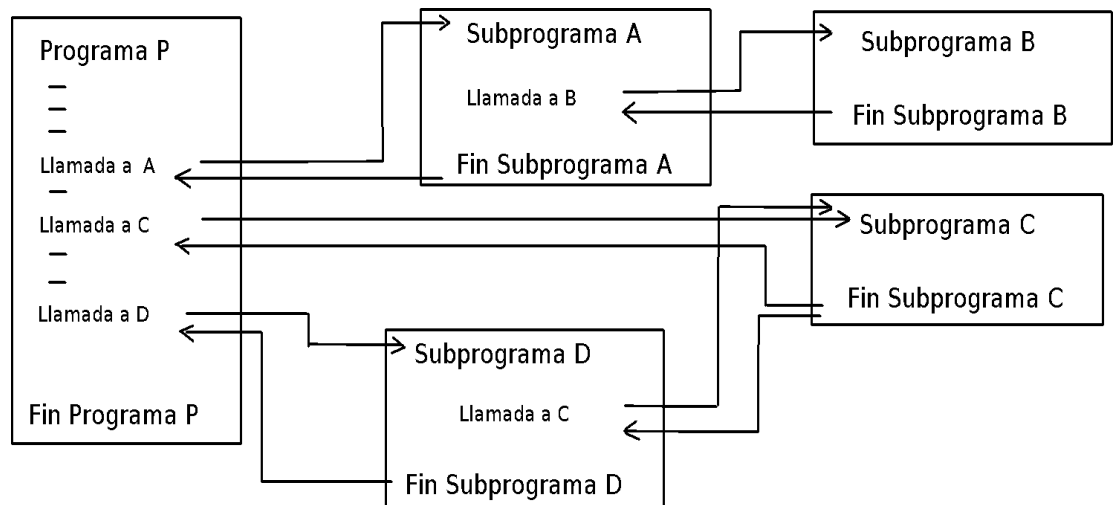 Programa P
Llamada a A
Llamada a C
Llamada a D
Fin Programa P
Subprograma A
Llamada a B
Fin Subprograma A
Subprograma B
Fin Subprograma B
Subprograma C
Fin Subprograma C
Subprograma D
Llamada a C
Fin Subprograma D